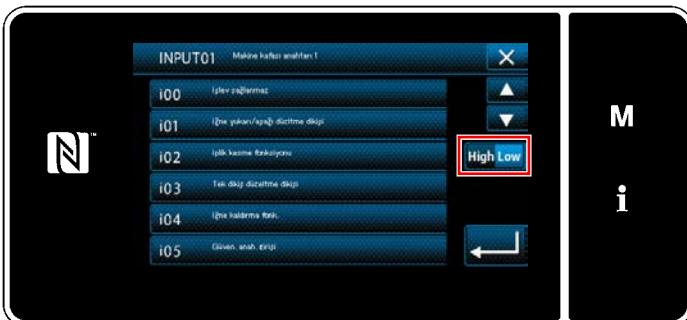 INPUT01 Makine kafası anahtarı 1
i00 İşlev sağlanmaz
i01 İğne yukarı/aşağı düzeltme dikişi
i02 İplik kesme fonksiyonu
High Low
i03 Tek dikiş düzeltme dikişi
i04 İğne kaldırma fonk.
i05 Güven. anah. girişi
M
i